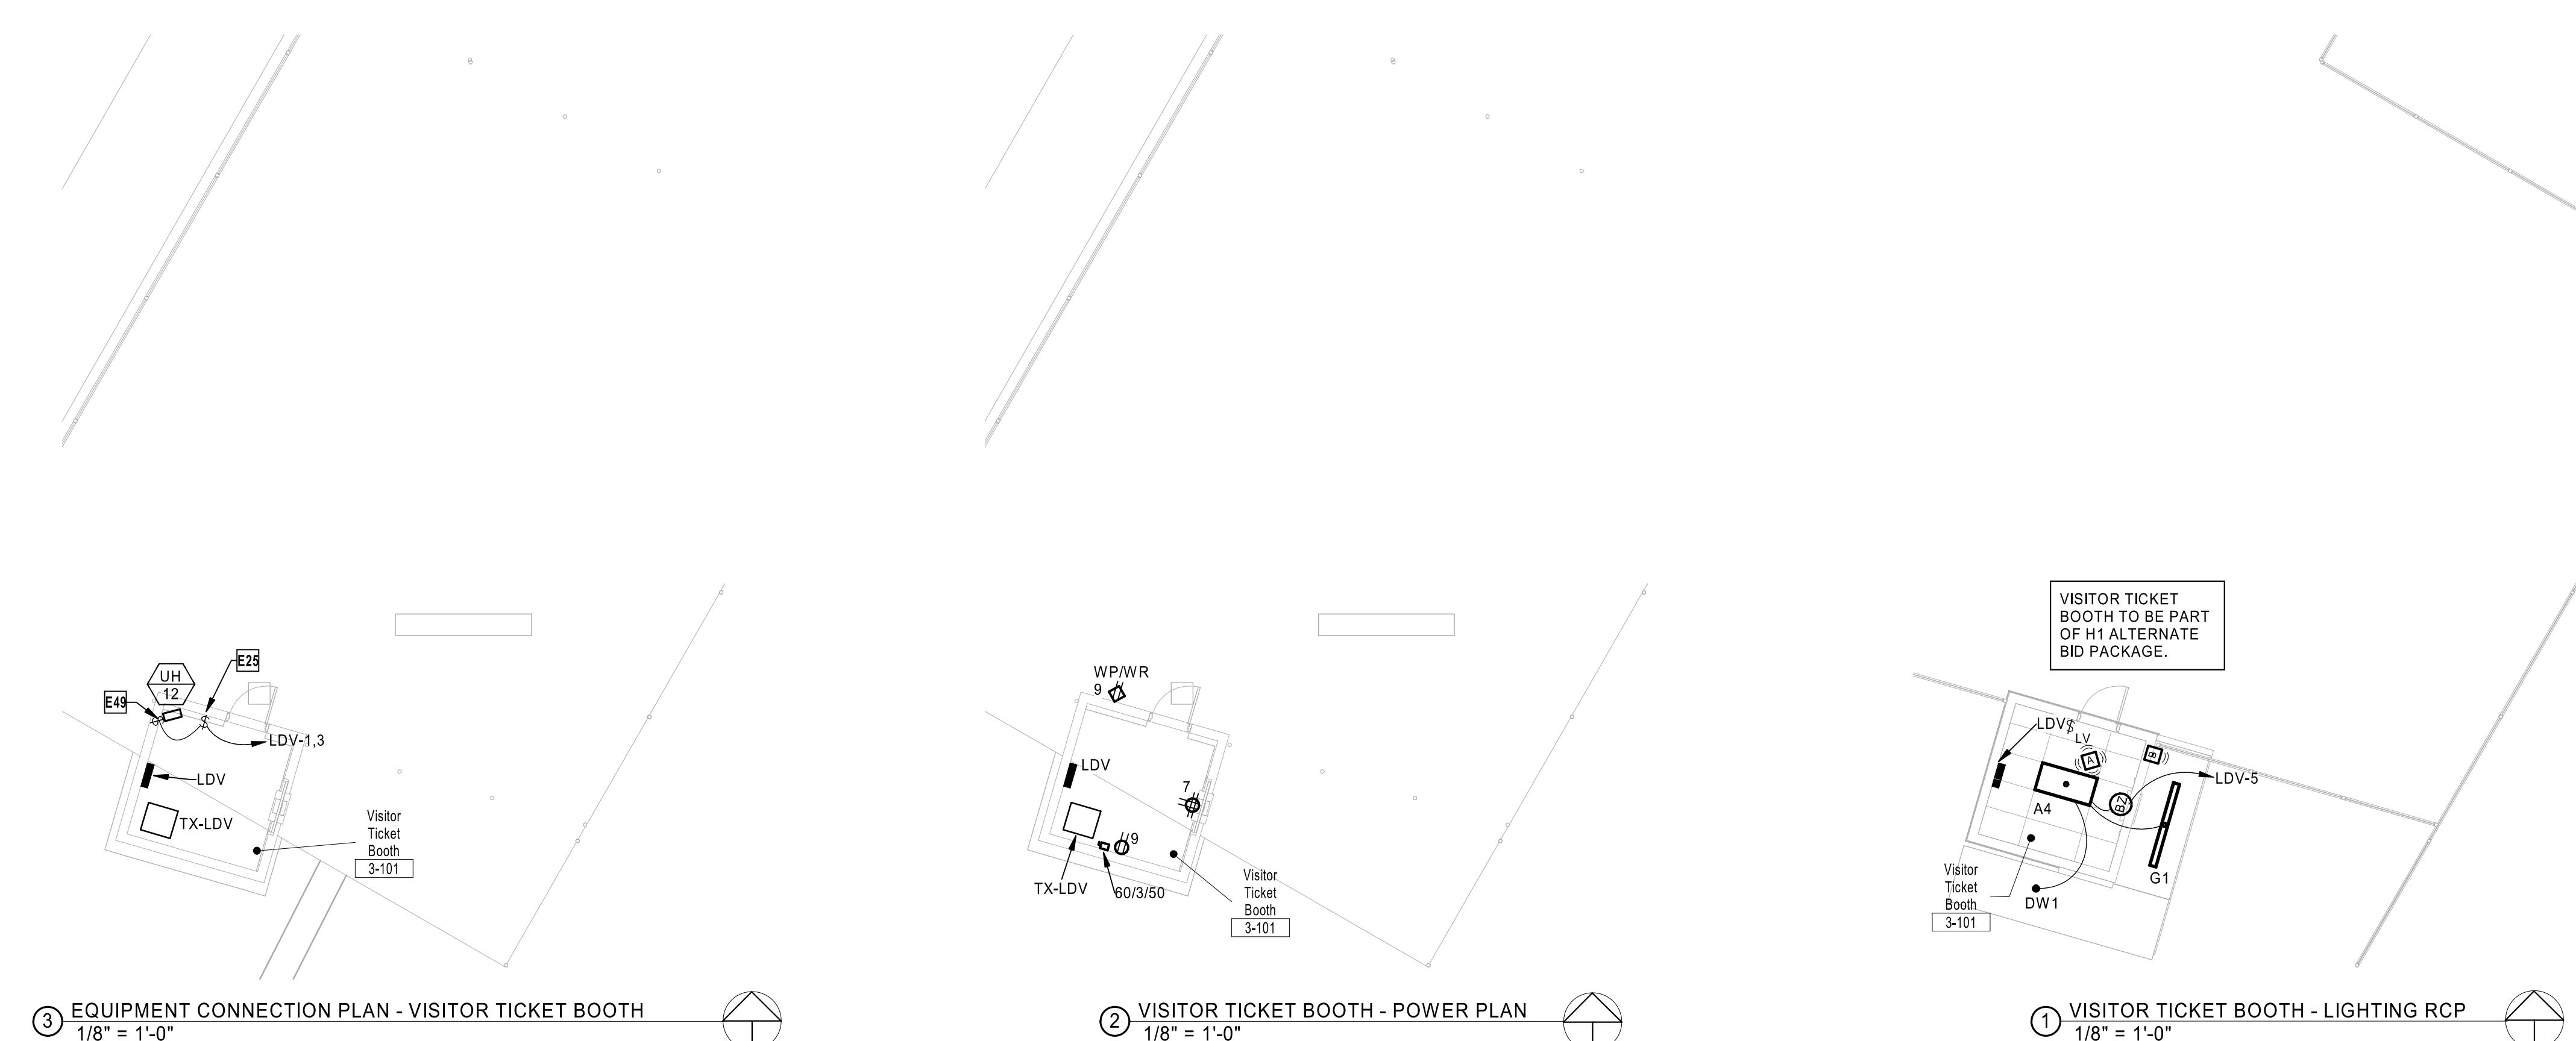 E25
UH
12
E49
LDV-1,3
LDV
TX-LDV
Visitor
Ticket
Booth
3-101
3 EQUIPMENT CONNECTION PLAN - VISITOR TICKET BOOTH
1/8" = 1'-0"
WP/WR
9
LDV
7
9
TX-LDV
60/3/50
Visitor
Ticket
Booth
3-101
2 VISITOR TICKET BOOTH - POWER PLAN
1/8" = 1'-0"
VISITOR TICKET
BOOTH TO BE PART
OF H1 ALTERNATE
BID PACKAGE.
LDV
LV
A
B
LDV-5
A4
BZ
G1
Visitor
Ticket
Booth
3-101
DW1
1 VISITOR TICKET BOOTH - LIGHTING RCP
1/8" = 1'-0"